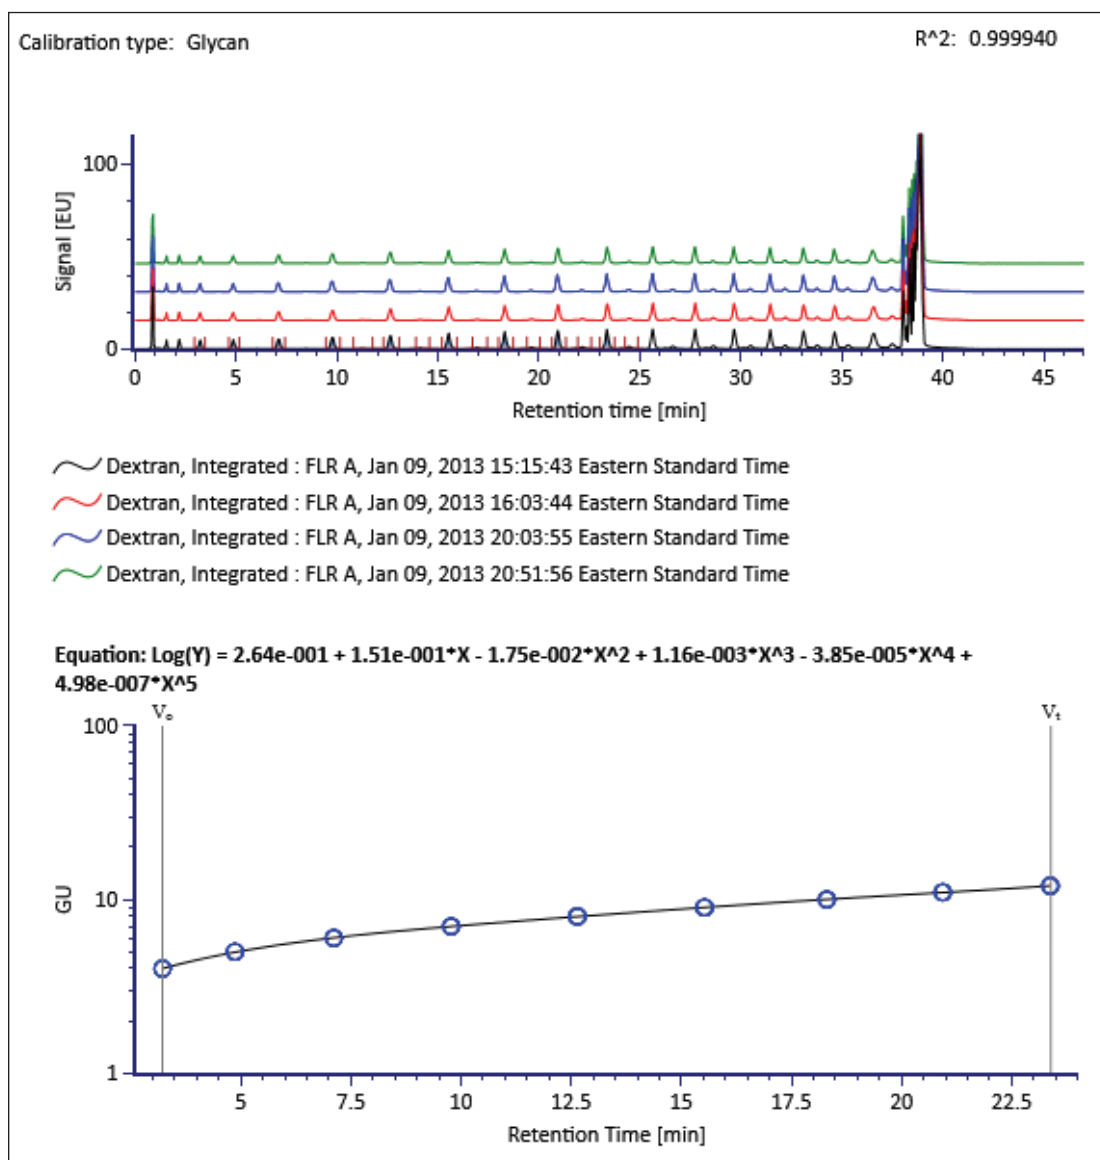 Calibration type: Glycan
R^2: 0.999940
100
Signal [EU]
0
0 5 10 15 20 25 30 35 40 45
Retention time [min]
Dextran, Integrated : FLR A, Jan 09, 2013 15:15:43 Eastern Standard Time
Dextran, Integrated : FLR A, Jan 09, 2013 16:03:44 Eastern Standard Time
Dextran, Integrated : FLR A, Jan 09, 2013 20:03:55 Eastern Standard Time
Dextran, Integrated : FLR A, Jan 09, 2013 20:51:56 Eastern Standard Time
Equation: Log(Y) = 2.64e-001 + 1.51e-001*X - 1.75e-002*X^2 + 1.16e-003*X^3 - 3.85e-005*X^4 +
4.98e-007*X^5
Vₒ Vₜ
100
GU
10
1
5 7.5 10 12.5 15 17.5 20 22.5
Retention Time [min]